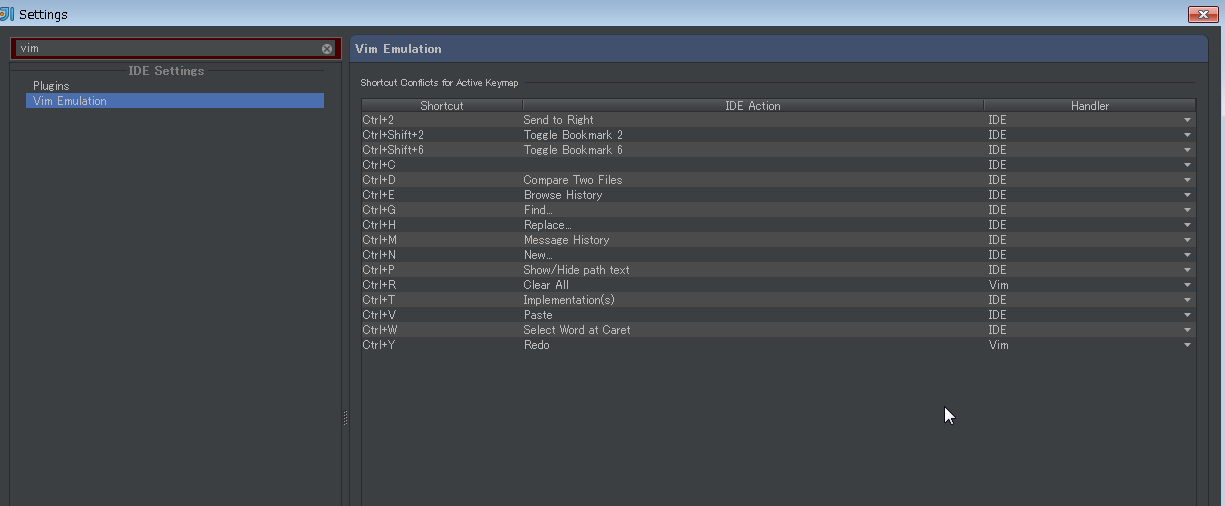 Settings
vim
IDE Settings
Plugins
Vim Emulation
Vim Emulation
Shortcut Conflicts for Active Keymap
Shortcut IDE Action Handler
Ctrl+2 Send to Right IDE
Ctrl+Shift+2 Toggle Bookmark 2 IDE
Ctrl+Shift+6 Toggle Bookmark 6 IDE
Ctrl+C IDE
Ctrl+D Compare Two Files IDE
Ctrl+E Browse History IDE
Ctrl+G Find... IDE
Ctrl+H Replace... IDE
Ctrl+M Message History IDE
Ctrl+N New... IDE
Ctrl+P Show/Hide path text IDE
Ctrl+R Clear All Vim
Ctrl+T Implementation(s) IDE
Ctrl+V Paste IDE
Ctrl+W Select Word at Caret IDE
Ctrl+Y Redo Vim